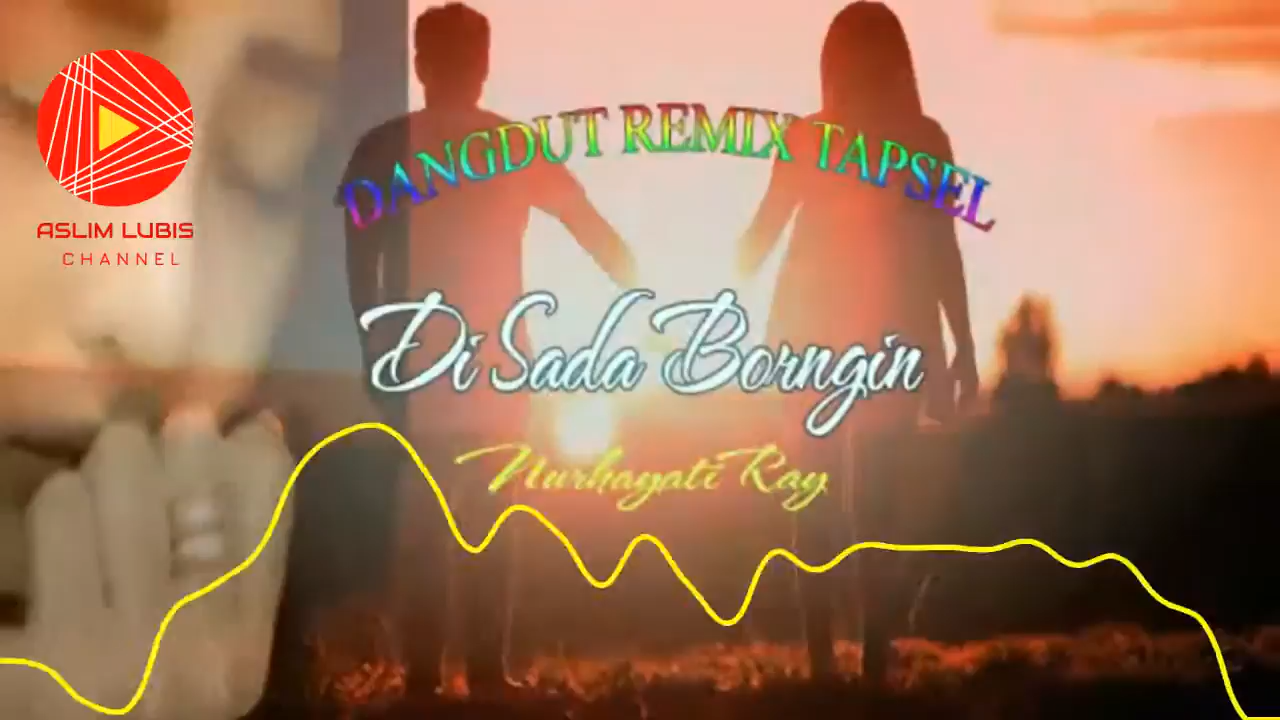 ASLIM LUBIS
CHANNEL
DANGDUT REMIX TAPSEL
Di Sada Borngin
Nurhayati Ray